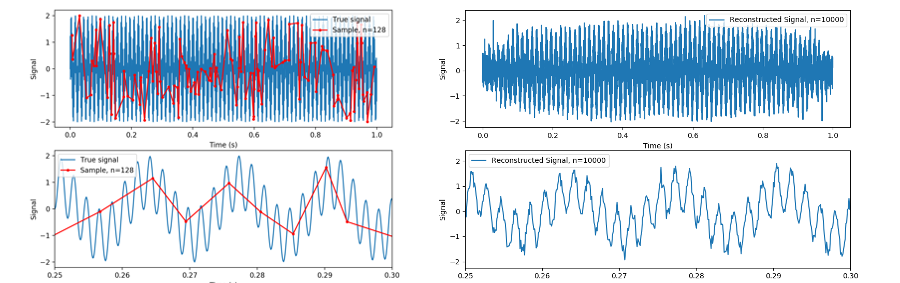 True signal
Sample, n=128
2
1
0
−1
−2
Signal
0.0 0.2 0.4 0.6 0.8 1.0
Time (s)
Reconstructed Signal, n=10000
2
1
0
−1
−2
Signal
0.0 0.2 0.4 0.6 0.8 1.0
Time (s)
True signal
Sample, n=128
2
1
0
−1
−2
Signal
0.25 0.26 0.27 0.28 0.29 0.30
Reconstructed Signal, n=10000
2
1
0
−1
−2
signal
0.25 0.26 0.27 0.28 0.29 0.30